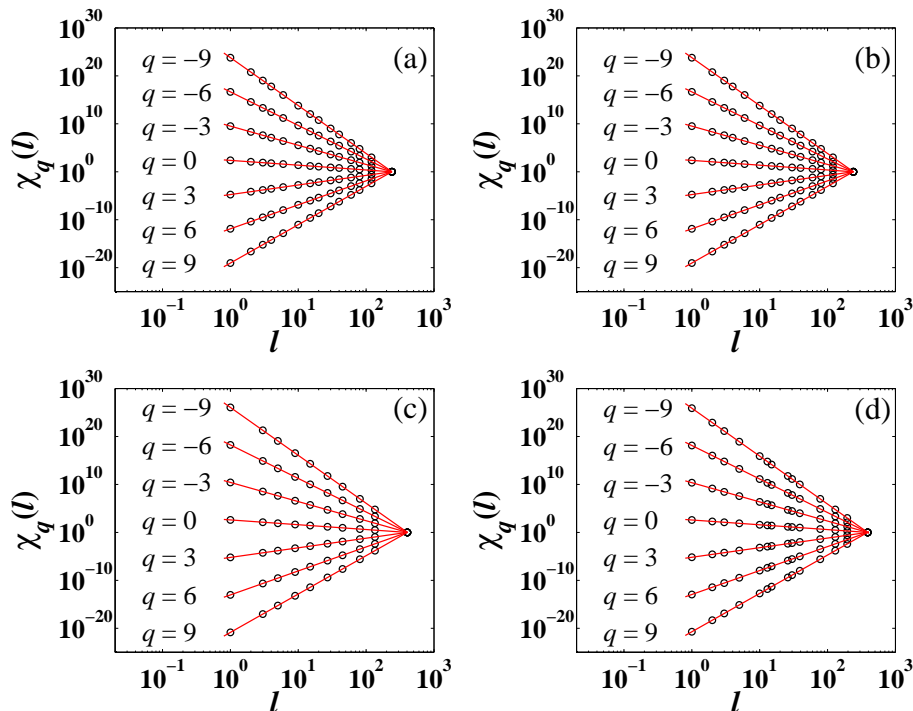 (a)
χq(l)
10^30
10^20
10^10
10^0
10^−10
10^−20
q = −9
q = −6
q = −3
q = 0
q = 3
q = 6
q = 9
10^−1 10^0 10^1 10^2 10^3
l
(b)
χq(l)
10^30
10^20
10^10
10^0
10^−10
10^−20
q = −9
q = −6
q = −3
q = 0
q = 3
q = 6
q = 9
10^−1 10^0 10^1 10^2 10^3
l
(c)
χq(l)
10^30
10^20
10^10
10^0
10^−10
10^−20
q = −9
q = −6
q = −3
q = 0
q = 3
q = 6
q = 9
10^−1 10^0 10^1 10^2 10^3
l
(d)
χq(l)
10^30
10^20
10^10
10^0
10^−10
10^−20
q = −9
q = −6
q = −3
q = 0
q = 3
q = 6
q = 9
10^−1 10^0 10^1 10^2 10^3
l